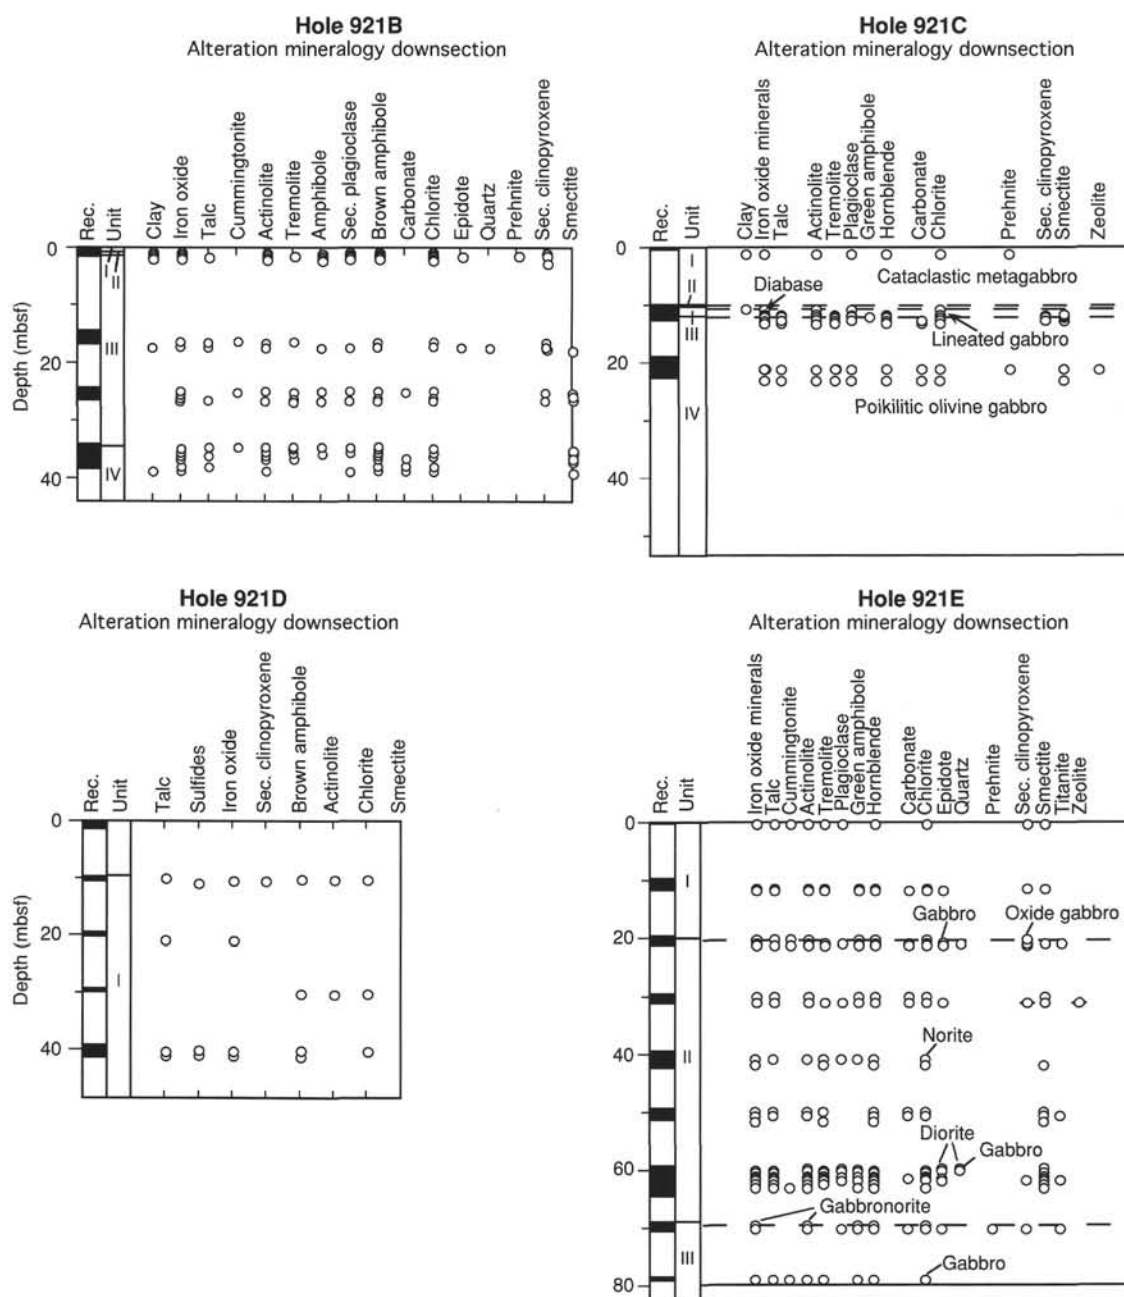 Hole 921B
Alteration mineralogy downsection
Rec.
Unit
Clay
Iron oxide
Talc
Cummingtonite
Actinolite
Tremolite
Amphibole
Sec. plagioclase
Brown amphibole
Carbonate
Chlorite
Epidote
Quartz
Prehnite
Sec. clinopyroxene
Smectite
Depth (mbsf)
0
20
40
I
II
III
IV
Hole 921C
Alteration mineralogy downsection
Rec.
Unit
Clay
Iron oxide minerals
Talc
Actinolite
Tremolite
Plagioclase
Green amphibole
Hornblende
Carbonate
Chlorite
Prehnite
Sec. clinopyroxene
Smectite
Zeolite
0
20
40
I
II
I
III
IV
Cataclastic metagabbro
Diabase
Lineated gabbro
Poikilitic olivine gabbro
Hole 921D
Alteration mineralogy downsection
Rec.
Unit
Talc
Sulfides
Iron oxide
Sec. clinopyroxene
Brown amphibole
Actinolite
Chlorite
Smectite
Depth (mbsf)
0
20
40
I
Hole 921E
Alteration mineralogy downsection
Rec.
Unit
Iron oxide minerals
Talc
Cummingtonite
Actinolite
Tremolite
Plagioclase
Green amphibole
Hornblende
Carbonate
Chlorite
Epidote
Quartz
Prehnite
Sec. clinopyroxene
Smectite
Titanite
Zeolite
0
20
40
60
80
I
II
III
Gabbro
Oxide gabbro
Norite
Diorite
Gabbro
Gabbronorite
Gabbro